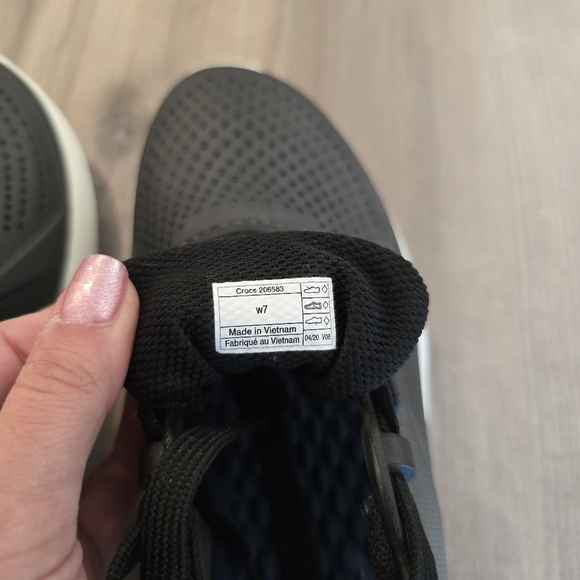 Crocs 206583
W7
Made in Vietnam
Fabriqué au Vietnam
04/20 V08